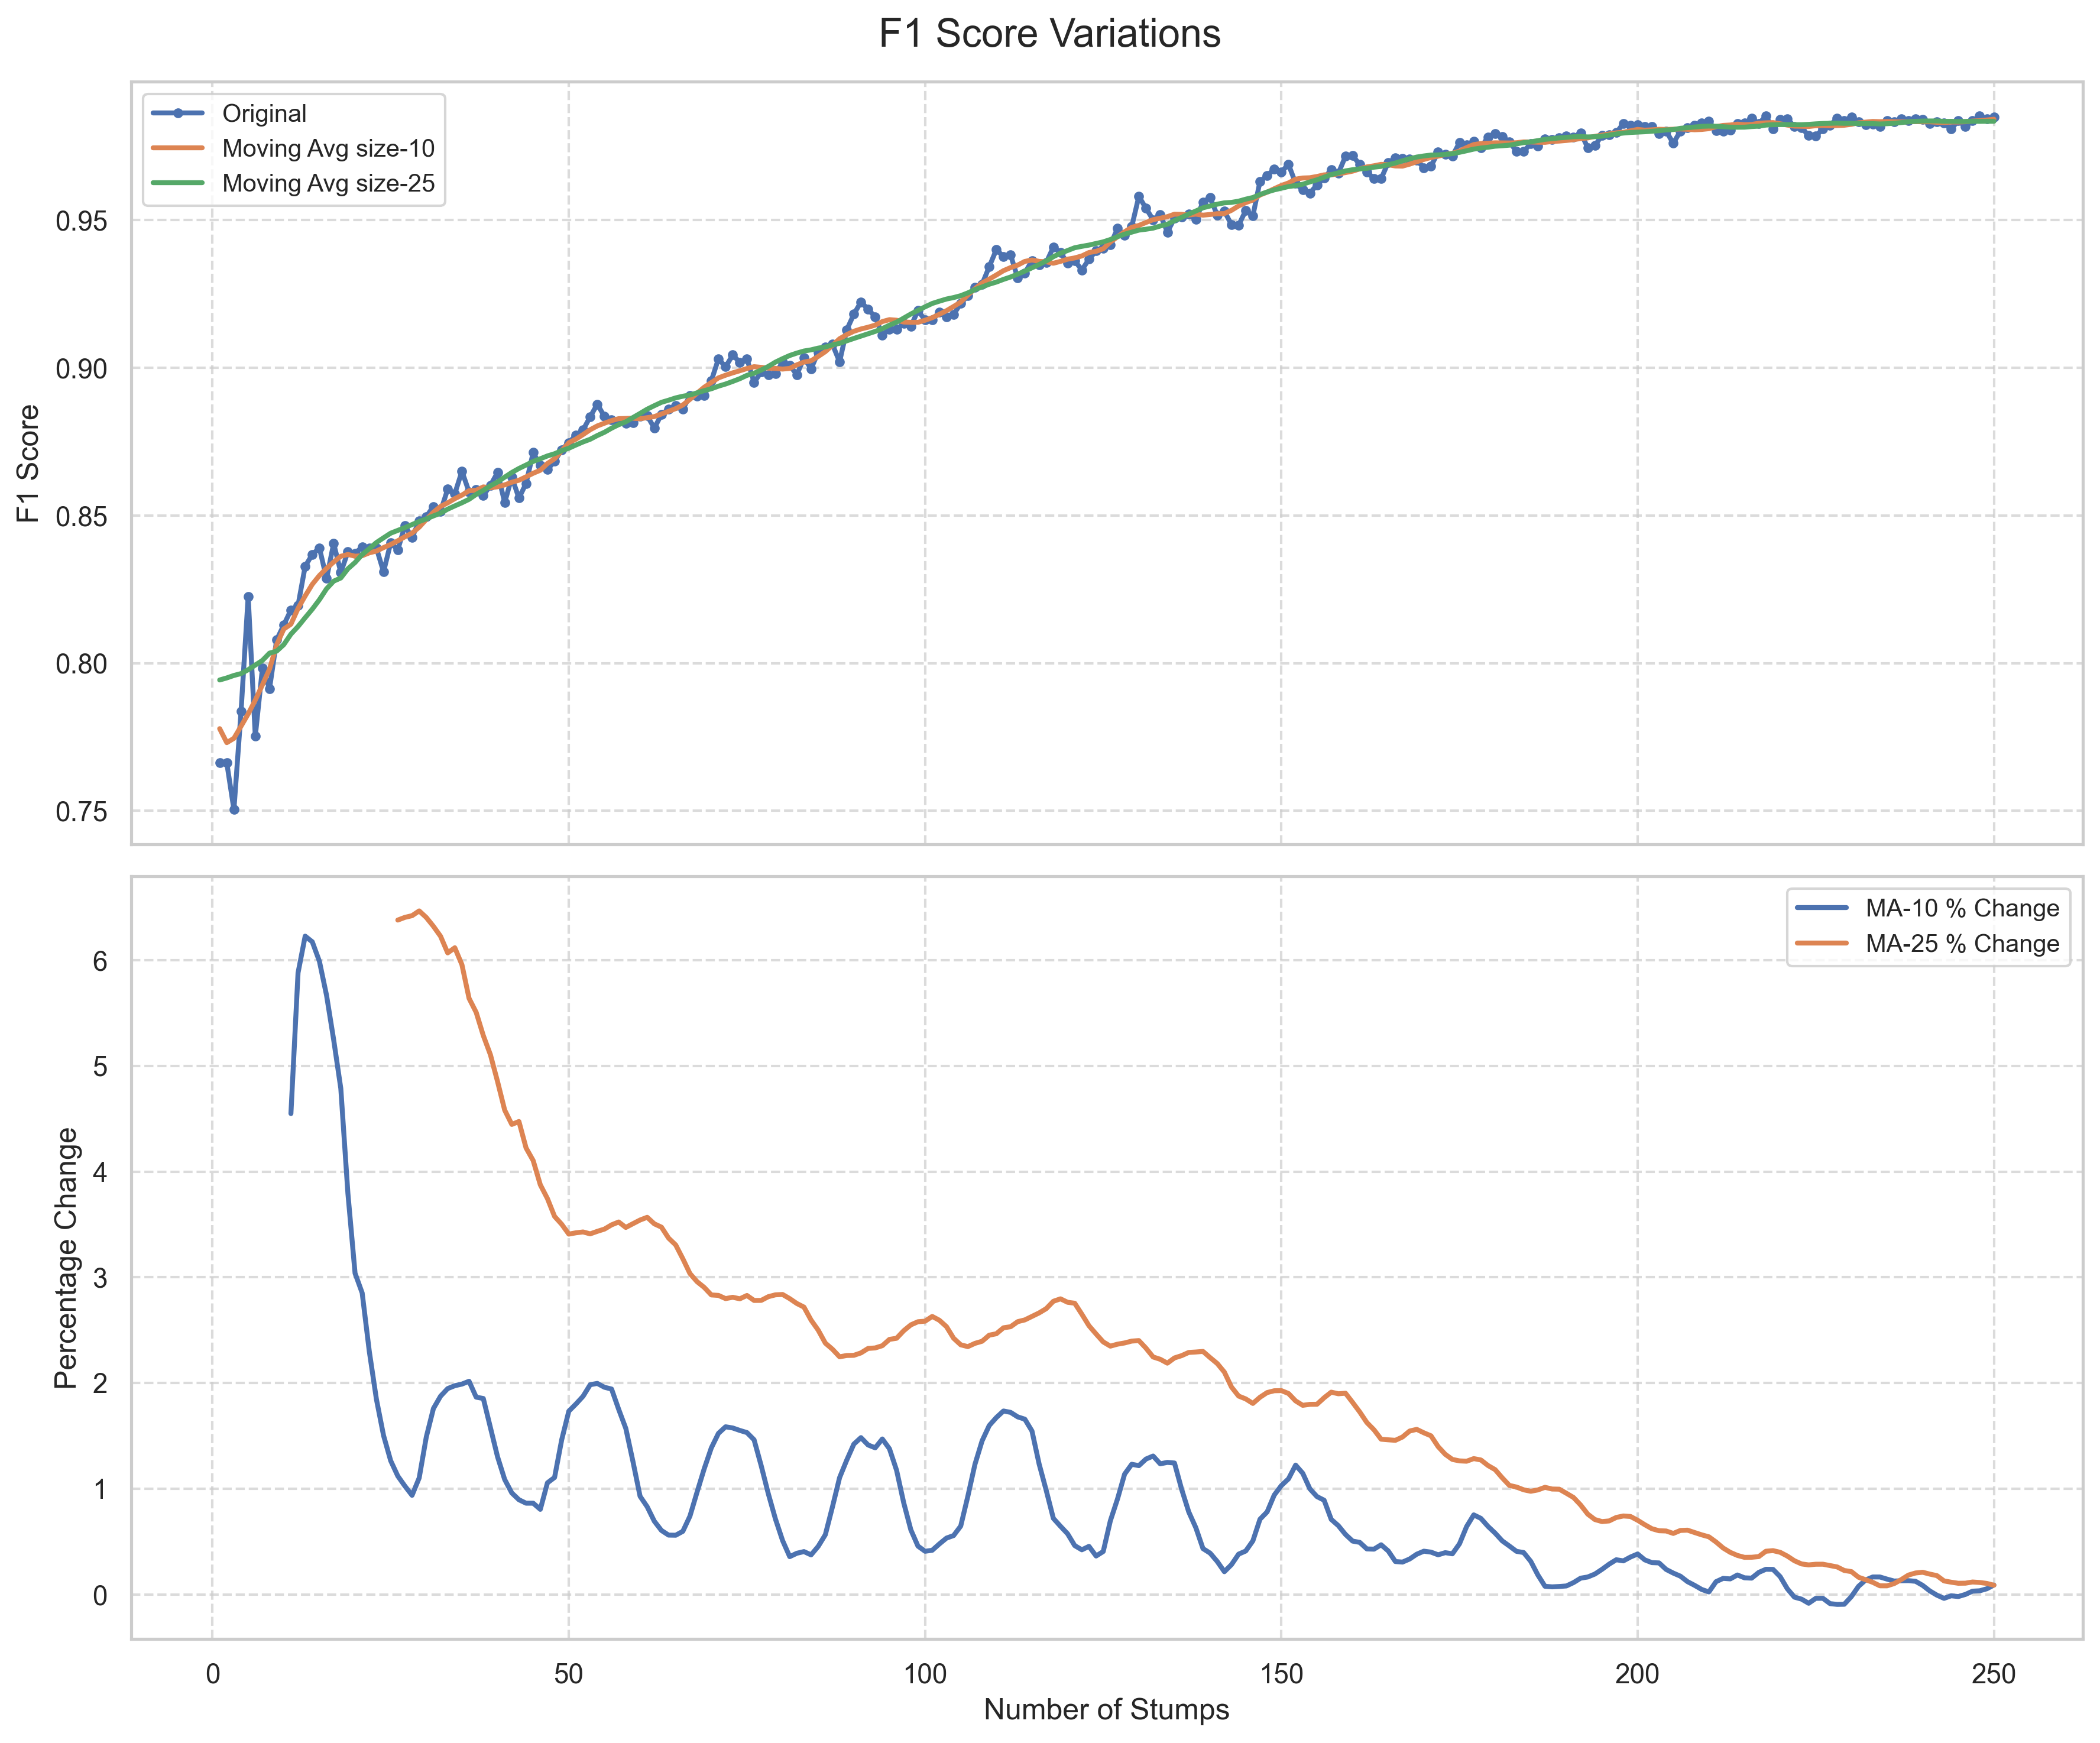 F1 Score Variations
Original
Moving Avg size-10
Moving Avg size-25
F1 Score
0.95
0.90
0.85
0.80
0.75
MA-10 % Change
MA-25 % Change
Percentage Change
6
5
4
3
2
1
0
0 50 100 150 200 250
Number of Stumps